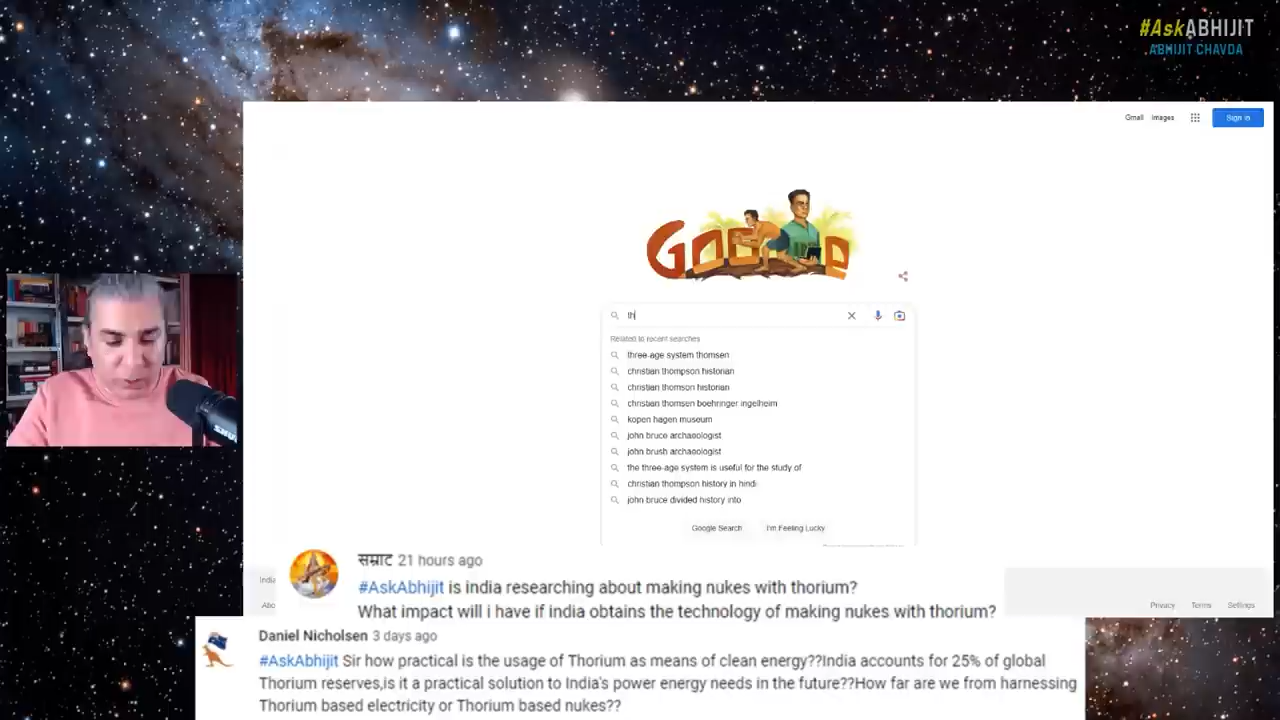 #AskABHIJIT
ABHIJIT CHAVDA
Gmail Images
Sign in
Google
th
Related to recent searches
three-age system thomsen
christian thompson historian
christian thomson historian
christian thomsen boehringer ingelheim
kopen hagen museum
john bruce archaeologist
john brush archaeologist
the three-age system is useful for the study of
christian thompson history in hindi
john bruce divided history into
Google Search I'm Feeling Lucky
India
Abo
Privacy Terms Settings
सम्राट 21 hours ago
#AskAbhijit is india researching about making nukes with thorium?
What impact will i have if india obtains the technology of making nukes with thorium?
Daniel Nicholsen 3 days ago
#AskAbhijit Sir how practical is the usage of Thorium as means of clean energy??India accounts for 25% of global
Thorium reserves,is it a practical solution to India's power energy needs in the future??How far are we from harnessing
Thorium based electricity or Thorium based nukes??